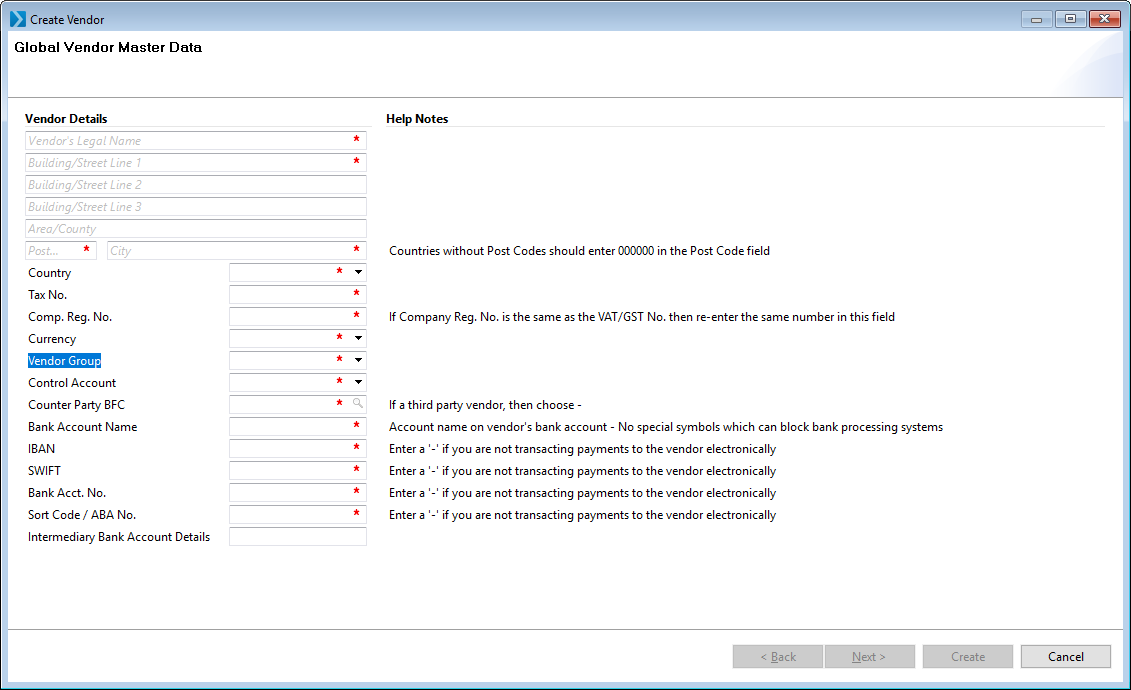 Create Vendor
Global Vendor Master Data
Vendor Details
Help Notes
Vendor's Legal Name *
Building/Street Line 1 *
Building/Street Line 2
Building/Street Line 3
Area/County
Post... * City * Countries without Post Codes should enter 000000 in the Post Code field
Country *
Tax No. *
Comp. Reg. No. * If Company Reg. No. is the same as the VAT/GST No. then re-enter the same number in this field
Currency *
Vendor Group *
Control Account *
Counter Party BFC * If a third party vendor, then choose -
Bank Account Name * Account name on vendor's bank account - No special symbols which can block bank processing systems
IBAN * Enter a '-' if you are not transacting payments to the vendor electronically
SWIFT * Enter a '-' if you are not transacting payments to the vendor electronically
Bank Acct. No. * Enter a '-' if you are not transacting payments to the vendor electronically
Sort Code / ABA No. * Enter a '-' if you are not transacting payments to the vendor electronically
Intermediary Bank Account Details
< Back Next > Create Cancel